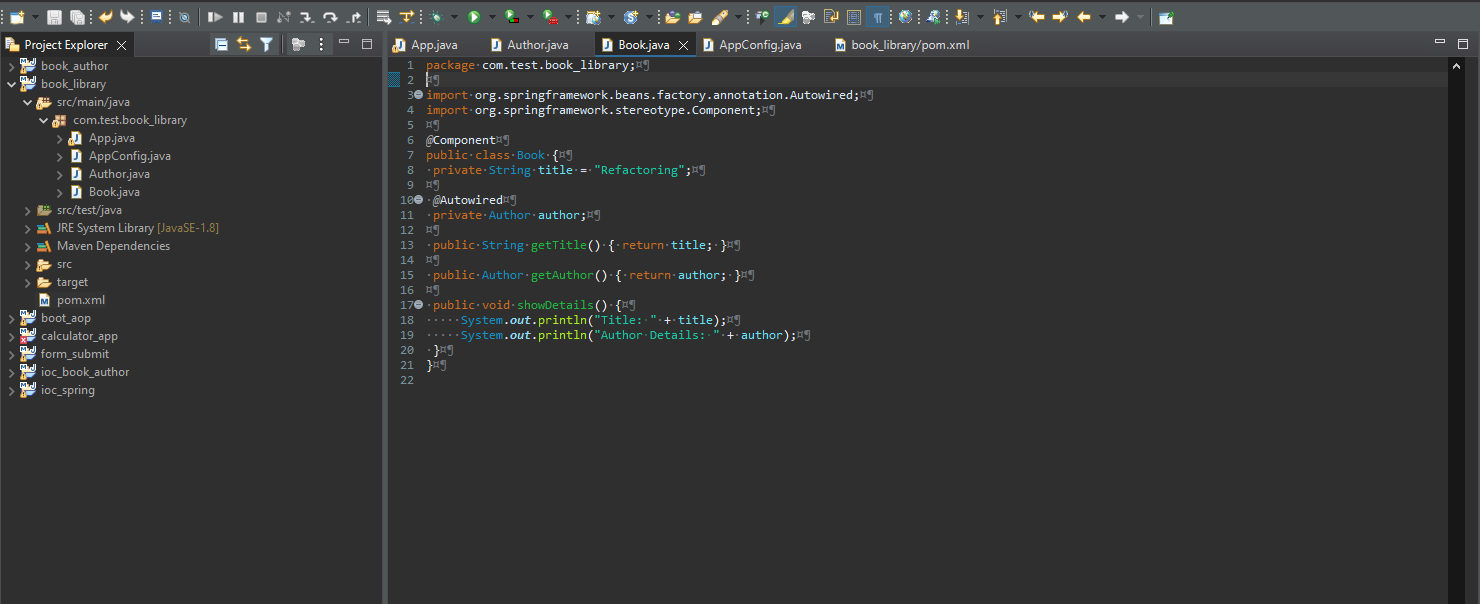 Project Explorer
book_author
book_library
src/main/java
com.test.book_library
App.java
AppConfig.java
Author.java
Book.java
src/test/java
JRE System Library [JavaSE-1.8]
Maven Dependencies
src
target
pom.xml
boot_aop
calculator_app
form_submit
ioc_book_author
ioc_spring
App.java Author.java Book.java AppConfig.java book_library/pom.xml
1 package·com.test.book_library;¤¶
2 ¤¶
3 import·org.springframework.beans.factory.annotation.Autowired;¤¶
4 import·org.springframework.stereotype.Component;¤¶
5 ¤¶
6 @Component¤¶
7 public·class·Book·{¤¶
8 ·private·String·title·=·"Refactoring";¤¶
9 ¤¶
10 ·@Autowired¤¶
11 ·private·Author·author;¤¶
12 ¤¶
13 ·public·String·getTitle()·{·return·title;·}¤¶
14 ¤¶
15 ·public·Author·getAuthor()·{·return·author;·}¤¶
16 ¤¶
17 ·public·void·showDetails()·{¤¶
18 ·····System.out.println("Title:·"·+·title);¤¶
19 ·····System.out.println("Author·Details:·"·+·author);¤¶
20 ·}¤¶
21 }¤¶
22